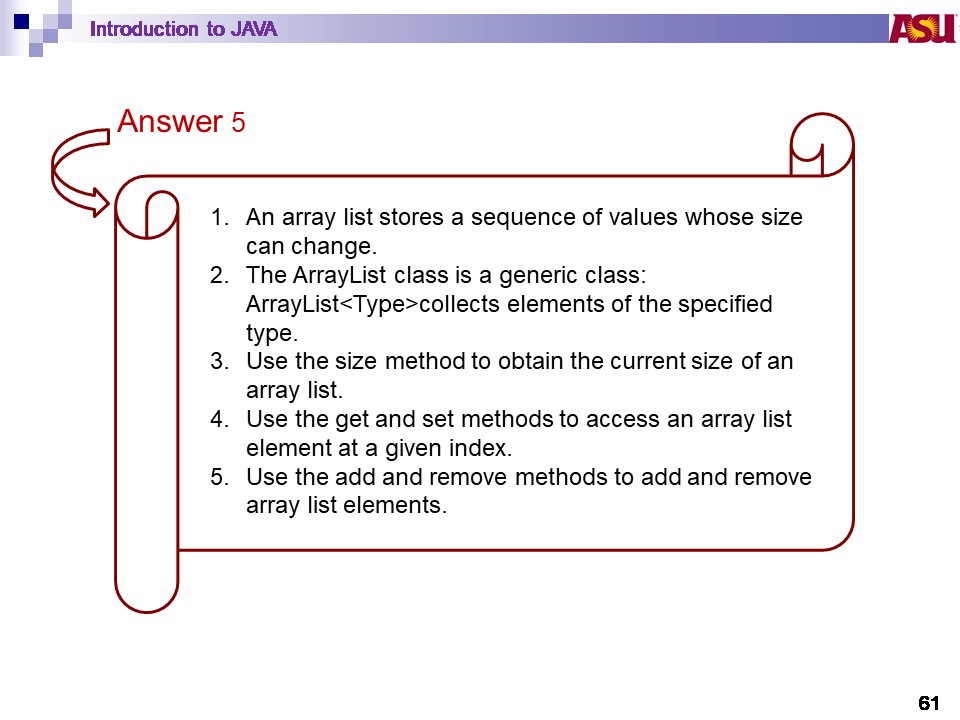 Introduction to JAVA
ASU
Answer 5
1. An array list stores a sequence of values whose size
can change.
2. The ArrayList class is a generic class:
ArrayList<Type>collects elements of the specified
type.
3. Use the size method to obtain the current size of an
array list.
4. Use the get and set methods to access an array list
element at a given index.
5. Use the add and remove methods to add and remove
array list elements.
61